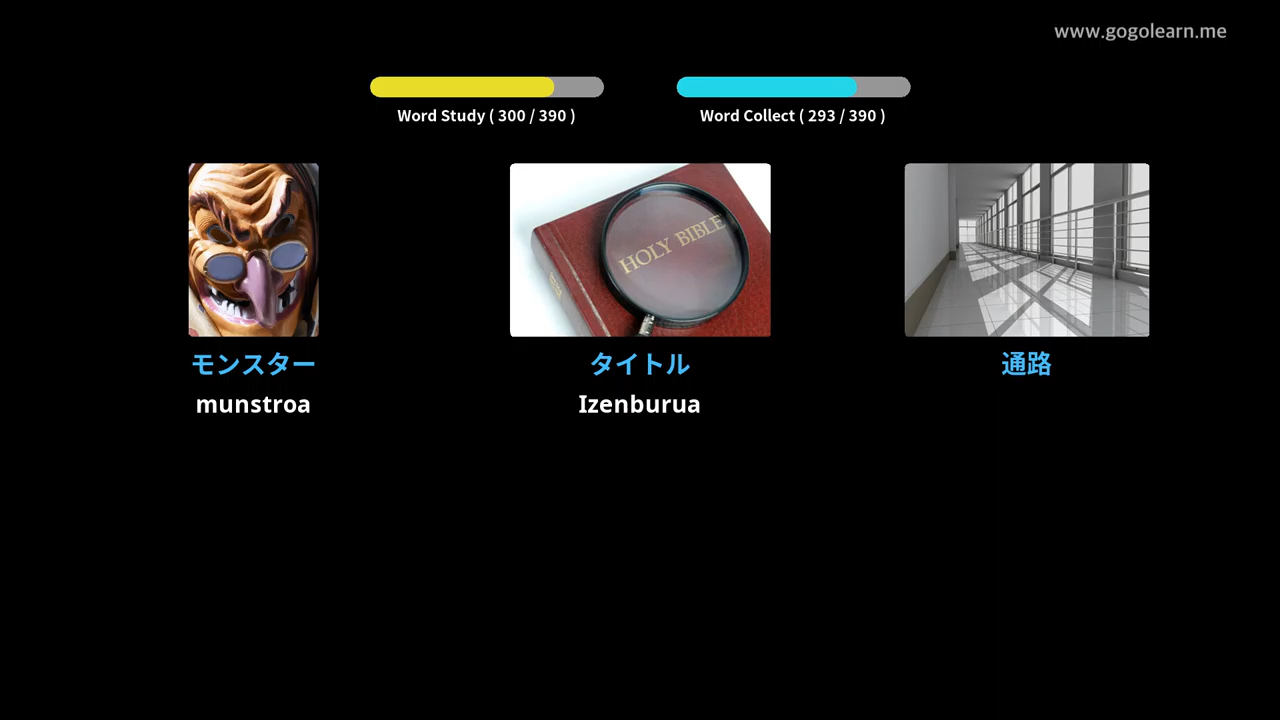 www.gogolearn.me
Word Study ( 300 / 390 )
Word Collect ( 293 / 390 )
HOLY BIBLE
モンスター
タイトル
通路
munstroa
Izenburua